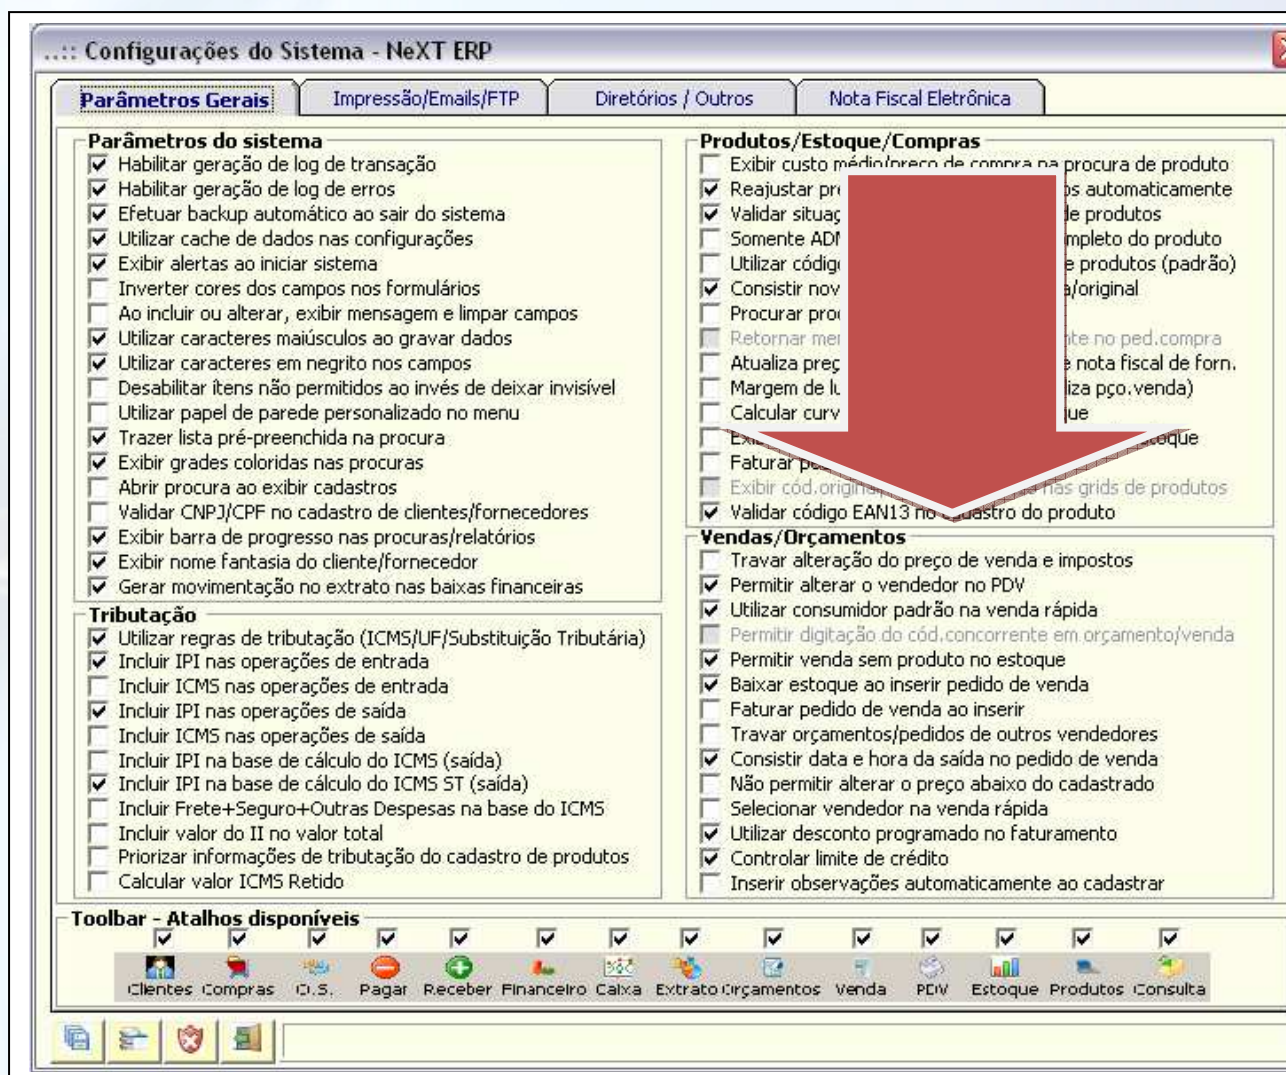 ..:: Configurações do Sistema - NeXT ERP
Parâmetros Gerais
Impressão/Emails/FTP
Diretórios / Outros
Nota Fiscal Eletrônica
Parâmetros do sistema
Habilitar geração de log de transação
Habilitar geração de log de erros
Efetuar backup automático ao sair do sistema
Utilizar cache de dados nas configurações
Exibir alertas ao iniciar sistema
Inverter cores dos campos nos formulários
Ao incluir ou alterar, exibir mensagem e limpar campos
Utilizar caracteres maiúsculos ao gravar dados
Utilizar caracteres em negrito nos campos
Desabilitar ítens não permitidos ao invés de deixar invisível
Utilizar papel de parede personalizado no menu
Trazer lista pré-preenchida na procura
Exibir grades coloridas nas procuras
Abrir procura ao exibir cadastros
Validar CNPJ/CPF no cadastro de clientes/fornecedores
Exibir barra de progresso nas procuras/relatórios
Exibir nome fantasia do cliente/fornecedor
Gerar movimentação no extrato nas baixas financeiras
Tributação
Utilizar regras de tributação (ICMS/UF/Substituição Tributária)
Incluir IPI nas operações de entrada
Incluir ICMS nas operações de entrada
Incluir IPI nas operações de saída
Incluir ICMS nas operações de saída
Incluir IPI na base de cálculo do ICMS (saída)
Incluir IPI na base de cálculo do ICMS ST (saída)
Incluir Frete+Seguro+Outras Despesas na base do ICMS
Incluir valor do II no valor total
Priorizar informações de tributação do cadastro de produtos
Calcular valor ICMS Retido
Produtos/Estoque/Compras
Exibir custo médio/preço de compra na procura de produto
Reajustar automaticamente
Validar de produtos
Somente do produto
Utilizar produtos (padrão)
Consistir /original
Procurar
Retornar no ped.compra
Atualiza nota fiscal de forn.
Margem de pço.venda)
Calcular
Exibir estoque
Faturar
Exibir cód.original nas grids de produtos
Validar código EAN13 no cadastro do produto
Vendas/Orçamentos
Travar alteração do preço de venda e impostos
Permitir alterar o vendedor no PDV
Utilizar consumidor padrão na venda rápida
Permitir digitação do cód.concorrente em orçamento/venda
Permitir venda sem produto no estoque
Baixar estoque ao inserir pedido de venda
Faturar pedido de venda ao inserir
Travar orçamentos/pedidos de outros vendedores
Consistir data e hora da saída no pedido de venda
Não permitir alterar o preço abaixo do cadastrado
Selecionar vendedor na venda rápida
Utilizar desconto programado no faturamento
Controlar limite de crédito
Inserir observações automaticamente ao cadastrar
Toolbar - Atalhos disponíveis
Clientes Compras O.S. Pagar Receber Financeiro Caixa Extrato Orçamentos Venda PDV Estoque Produtos Consulta